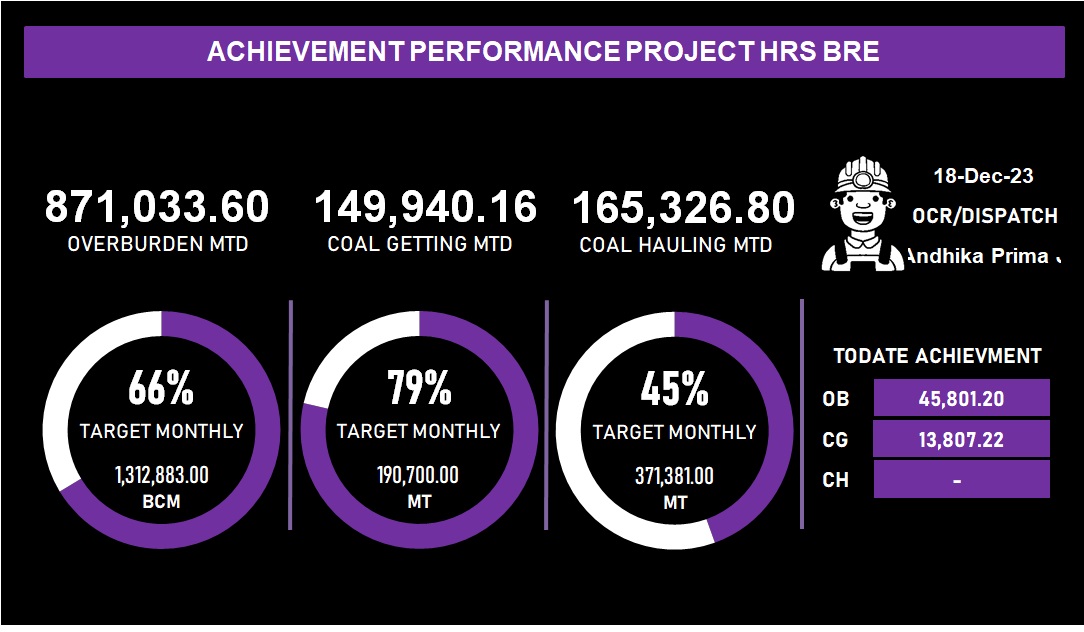 ACHIEVEMENT PERFORMANCE PROJECT HRS BRE
871,033.60
OVERBURDEN MTD
149,940.16
COAL GETTING MTD
165,326.80
COAL HAULING MTD
18-Dec-23
OCR/DISPATCH
Andhika Prima
66%
TARGET MONTHLY
1,312,883.00
BCM
79%
TARGET MONTHLY
190,700.00
MT
45%
TARGET MONTHLY
371,381.00
MT
TODATE ACHIEVMENT
OB 45,801.20
CG 13,807.22
CH -